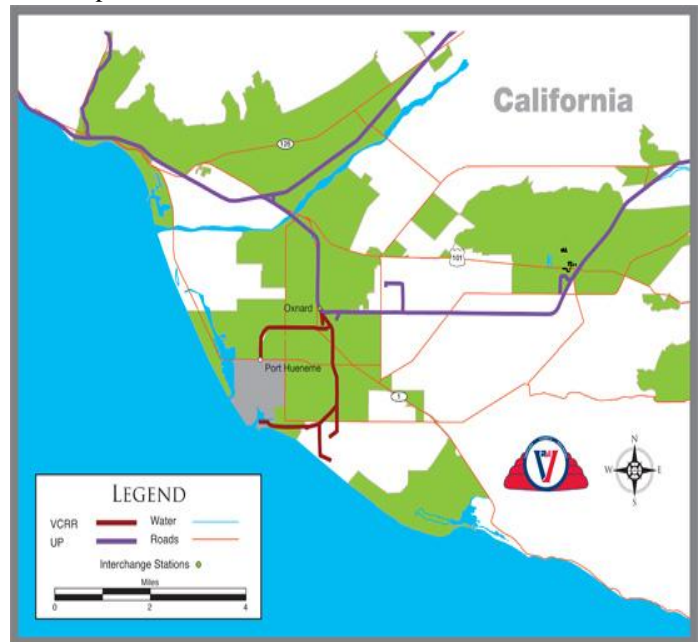 California
126
101
Oxnard
Port Hueneme
1
N
W E
S
LEGEND
VCRR Water
UP Roads
Interchange Stations
Miles
0 2 4